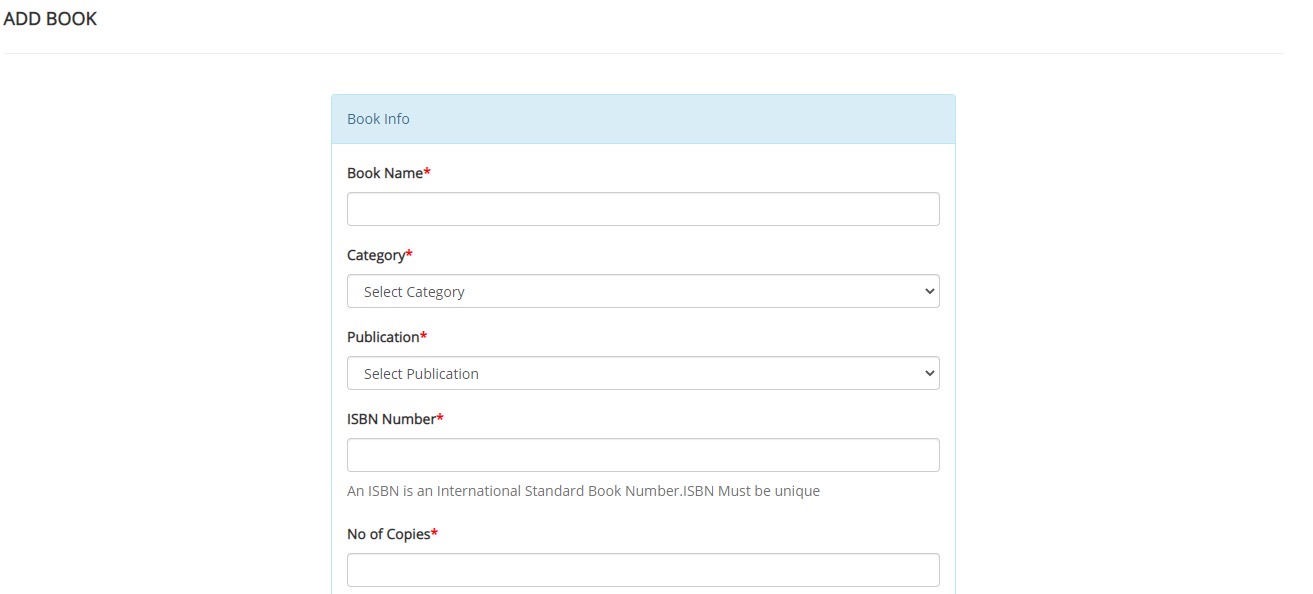 ADD BOOK
Book Info
Book Name*
Category*
Select Category
Publication*
Select Publication
ISBN Number*
An ISBN is an International Standard Book Number.ISBN Must be unique
No of Copies*